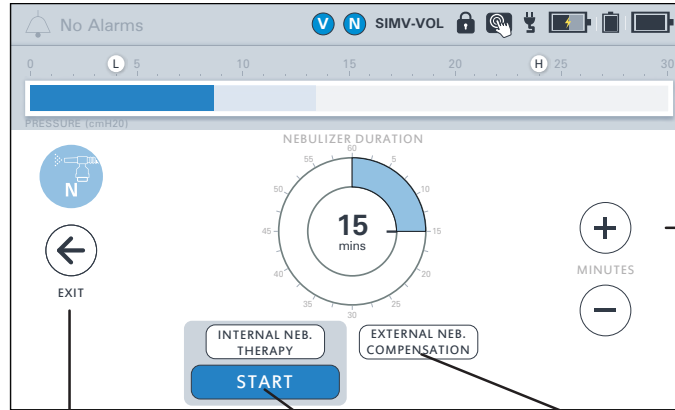 No Alarms
V N SIMV-VOL
0 L 5 10 15 20 H 25 30
PRESSURE (cmH20)
NEBULIZER DURATION
60
55 5
50 10
45 15
40 20
35 25
30
15
mins
N
EXIT
+
MINUTES
−
INTERNAL NEB.
THERAPY
START
EXTERNAL NEB.
COMPENSATION